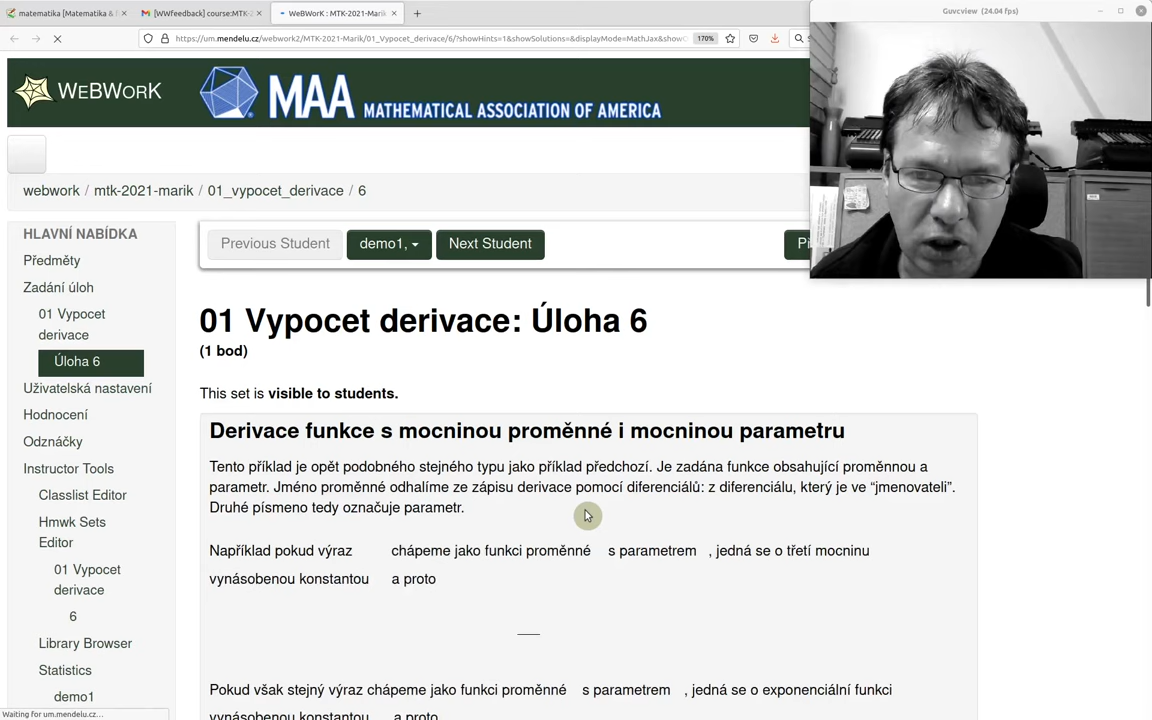 matematika [Matematika & B
[WWfeedback] course:MTK-2
WeBWorK : MTK-2021-Marik
Guvcview (24.04 fps)
https://um.mendelu.cz/webwork2/MTK-2021-Marik/01_Vypocet_derivace/6/?showHints=1&showSolutions=&displayMode=MathJax&showO
170%
WEBWORK
MAA MATHEMATICAL ASSOCIATION OF AMERICA
webwork / mtk-2021-marik / 01_vypocet_derivace / 6
HLAVNÍ NABÍDKA
Předměty
Zadání úloh
01 Vypocet
derivace
Úloha 6
Uživatelská nastavení
Hodnocení
Odznáčky
Instructor Tools
Classlist Editor
Hmwk Sets
Editor
01 Vypocet
derivace
6
Library Browser
Statistics
demo1
Previous Student
demo1,
Next Student
01 Vypocet derivace: Úloha 6
(1 bod)
This set is visible to students.
Derivace funkce s mocninou proměnné i mocninou parametru
Tento příklad je opět podobného stejného typu jako příklad předchozí. Je zadána funkce obsahující proměnnou a
parametr. Jméno proměnné odhalíme ze zápisu derivace pomocí diferenciálů: z diferenciálu, který je ve “jmenovateli”.
Druhé písmeno tedy označuje parametr.
Například pokud výraz chápeme jako funkci proměnné s parametrem , jedná se o třetí mocninu
vynásobenou konstantou a proto
Pokud však stejný výraz chápeme jako funkci proměnné s parametrem , jedná se o exponenciální funkci
vynásobenou konstantou a proto
Waiting for um.mendelu.cz...